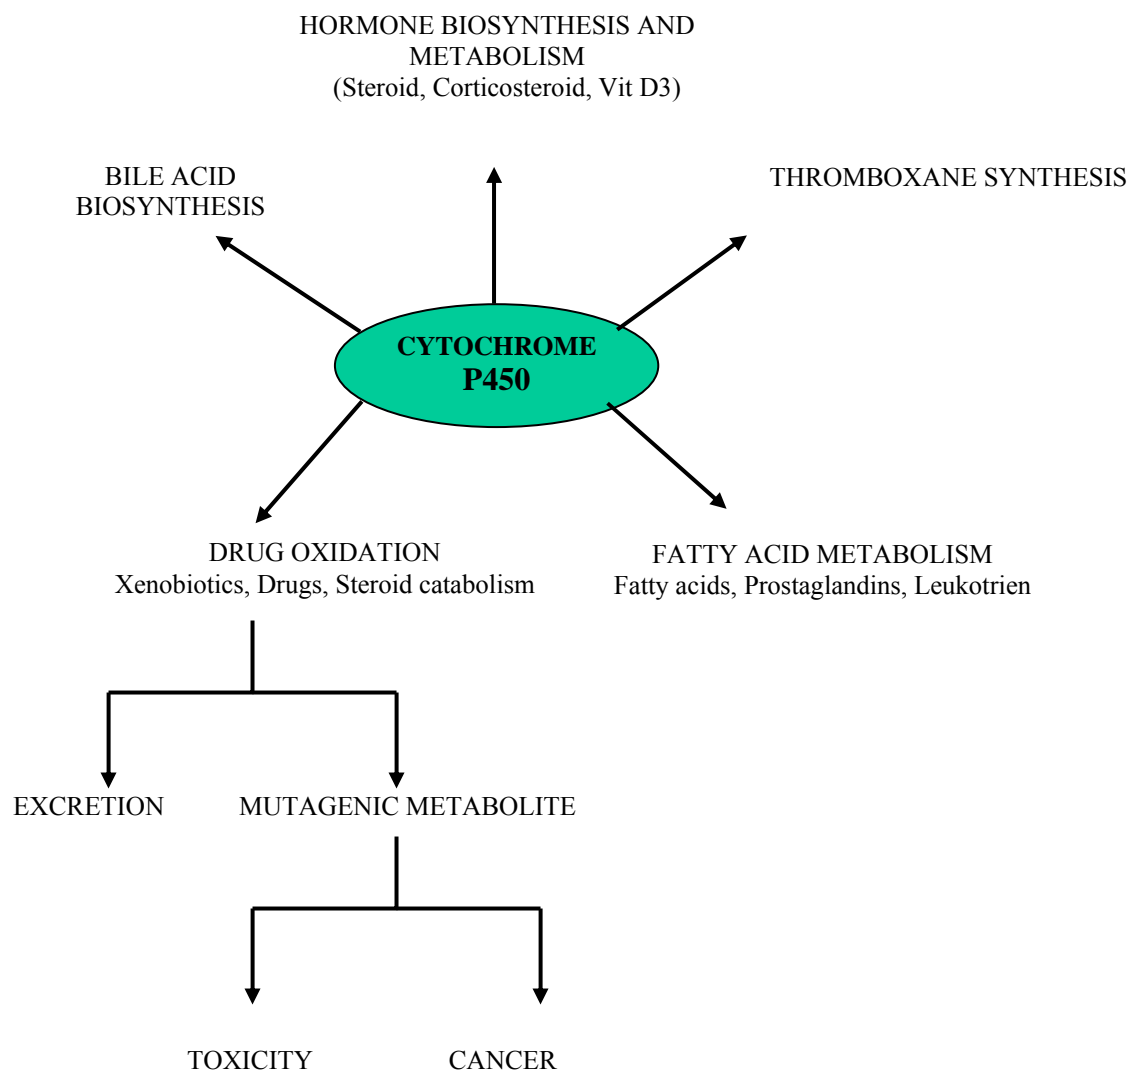 HORMONE BIOSYNTHESIS AND
METABOLISM
(Steroid, Corticosteroid, Vit D3)
BILE ACID
BIOSYNTHESIS
THROMBOXANE SYNTHESIS
CYTOCHROME
P450
DRUG OXIDATION
Xenobiotics, Drugs, Steroid catabolism
FATTY ACID METABOLISM
Fatty acids, Prostaglandins, Leukotrien
EXCRETION
MUTAGENIC METABOLITE
TOXICITY
CANCER